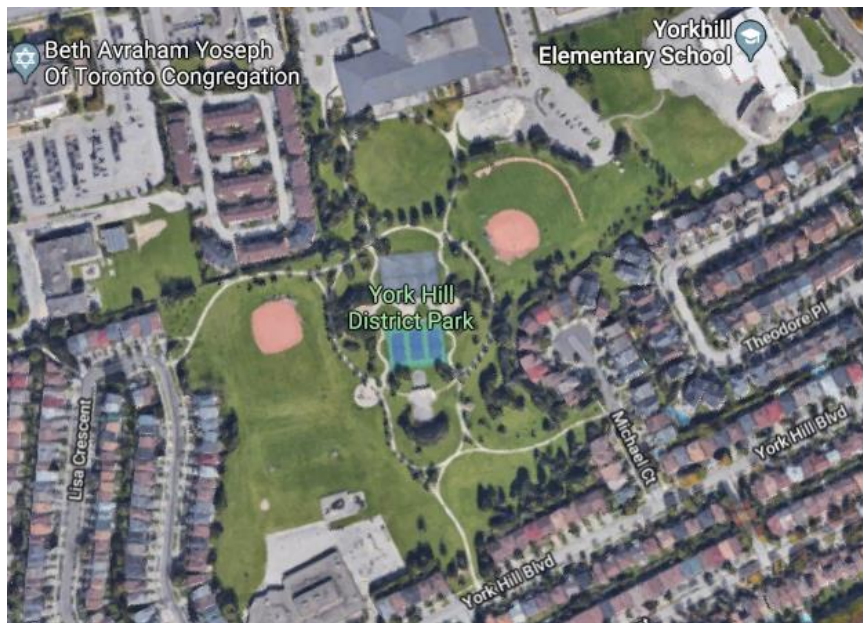 Beth Avraham Yoseph
Of Toronto Congregation
Yorkhill
Elementary School
York Hill
District Park
Theodore Pl
Lisa Crescent
Michael Ct
York Hill Blvd
York Hill Blvd